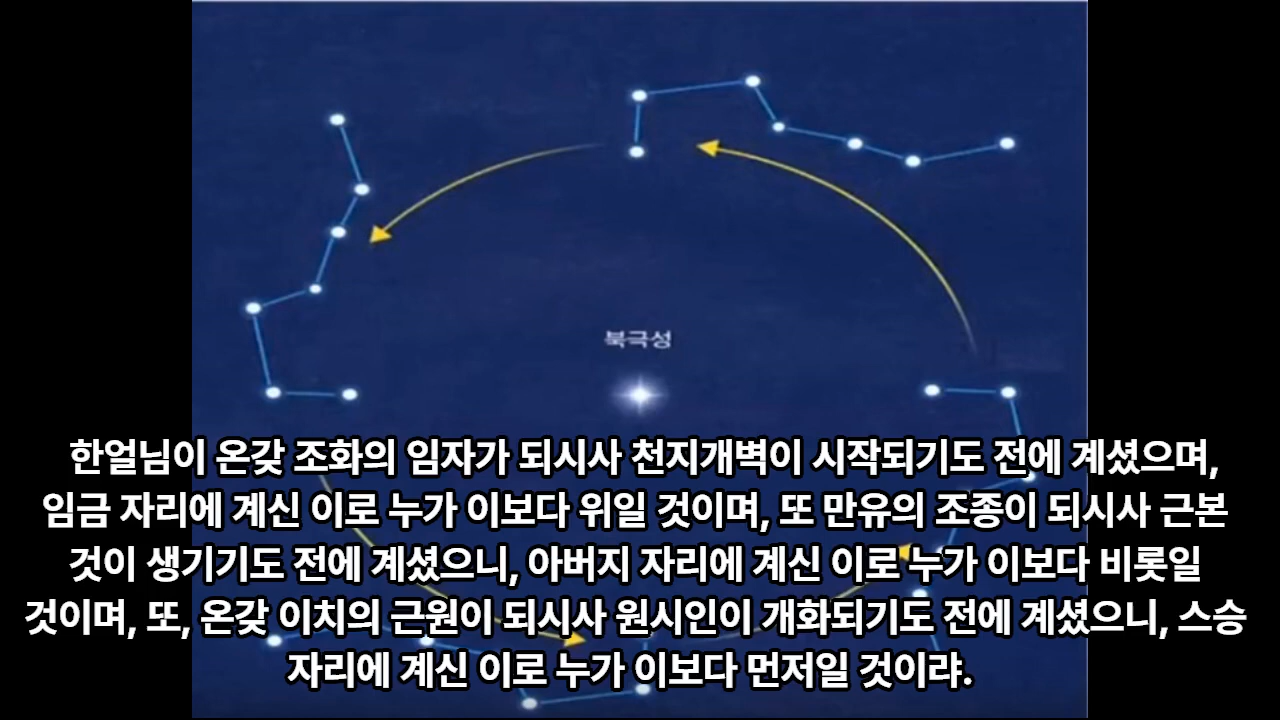 북극성
한얼님이 온갖 조화의 임자가 되시사 천지개벽이 시작되기도 전에 계셨으며,
임금 자리에 계신 이로 누가 이보다 위일 것이며, 또 만유의 조종이 되시사 근본
것이 생기기도 전에 계셨으니, 아버지 자리에 계신 이로 누가 이보다 비롯일
것이며, 또, 온갖 이치의 근원이 되시사 원시인이 개화되기도 전에 계셨으니, 스승
자리에 계신 이로 누가 이보다 먼저일 것이랴.